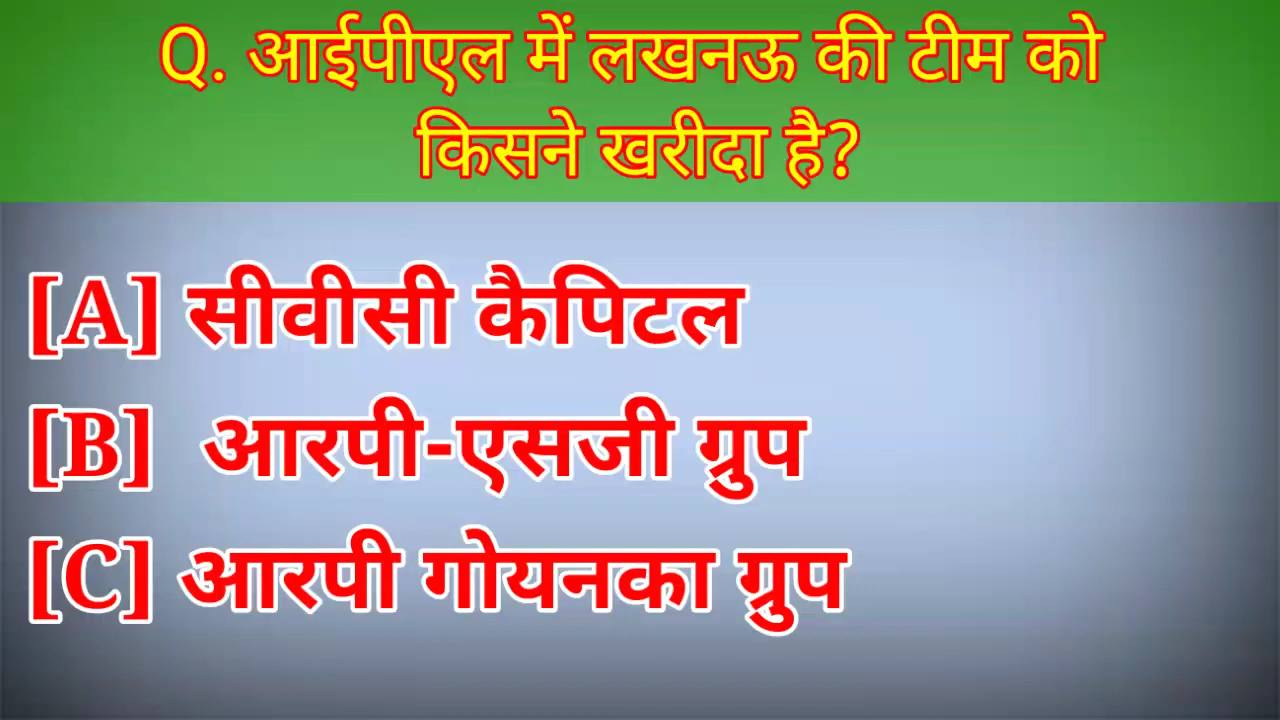 Q. आईपीएल में लखनऊ की टीम को
किसने खरीदा है?
[A] सीवीसी कैपिटल
[B] आरपी-एसजी ग्रुप
[C] आरपी गोयनका ग्रुप